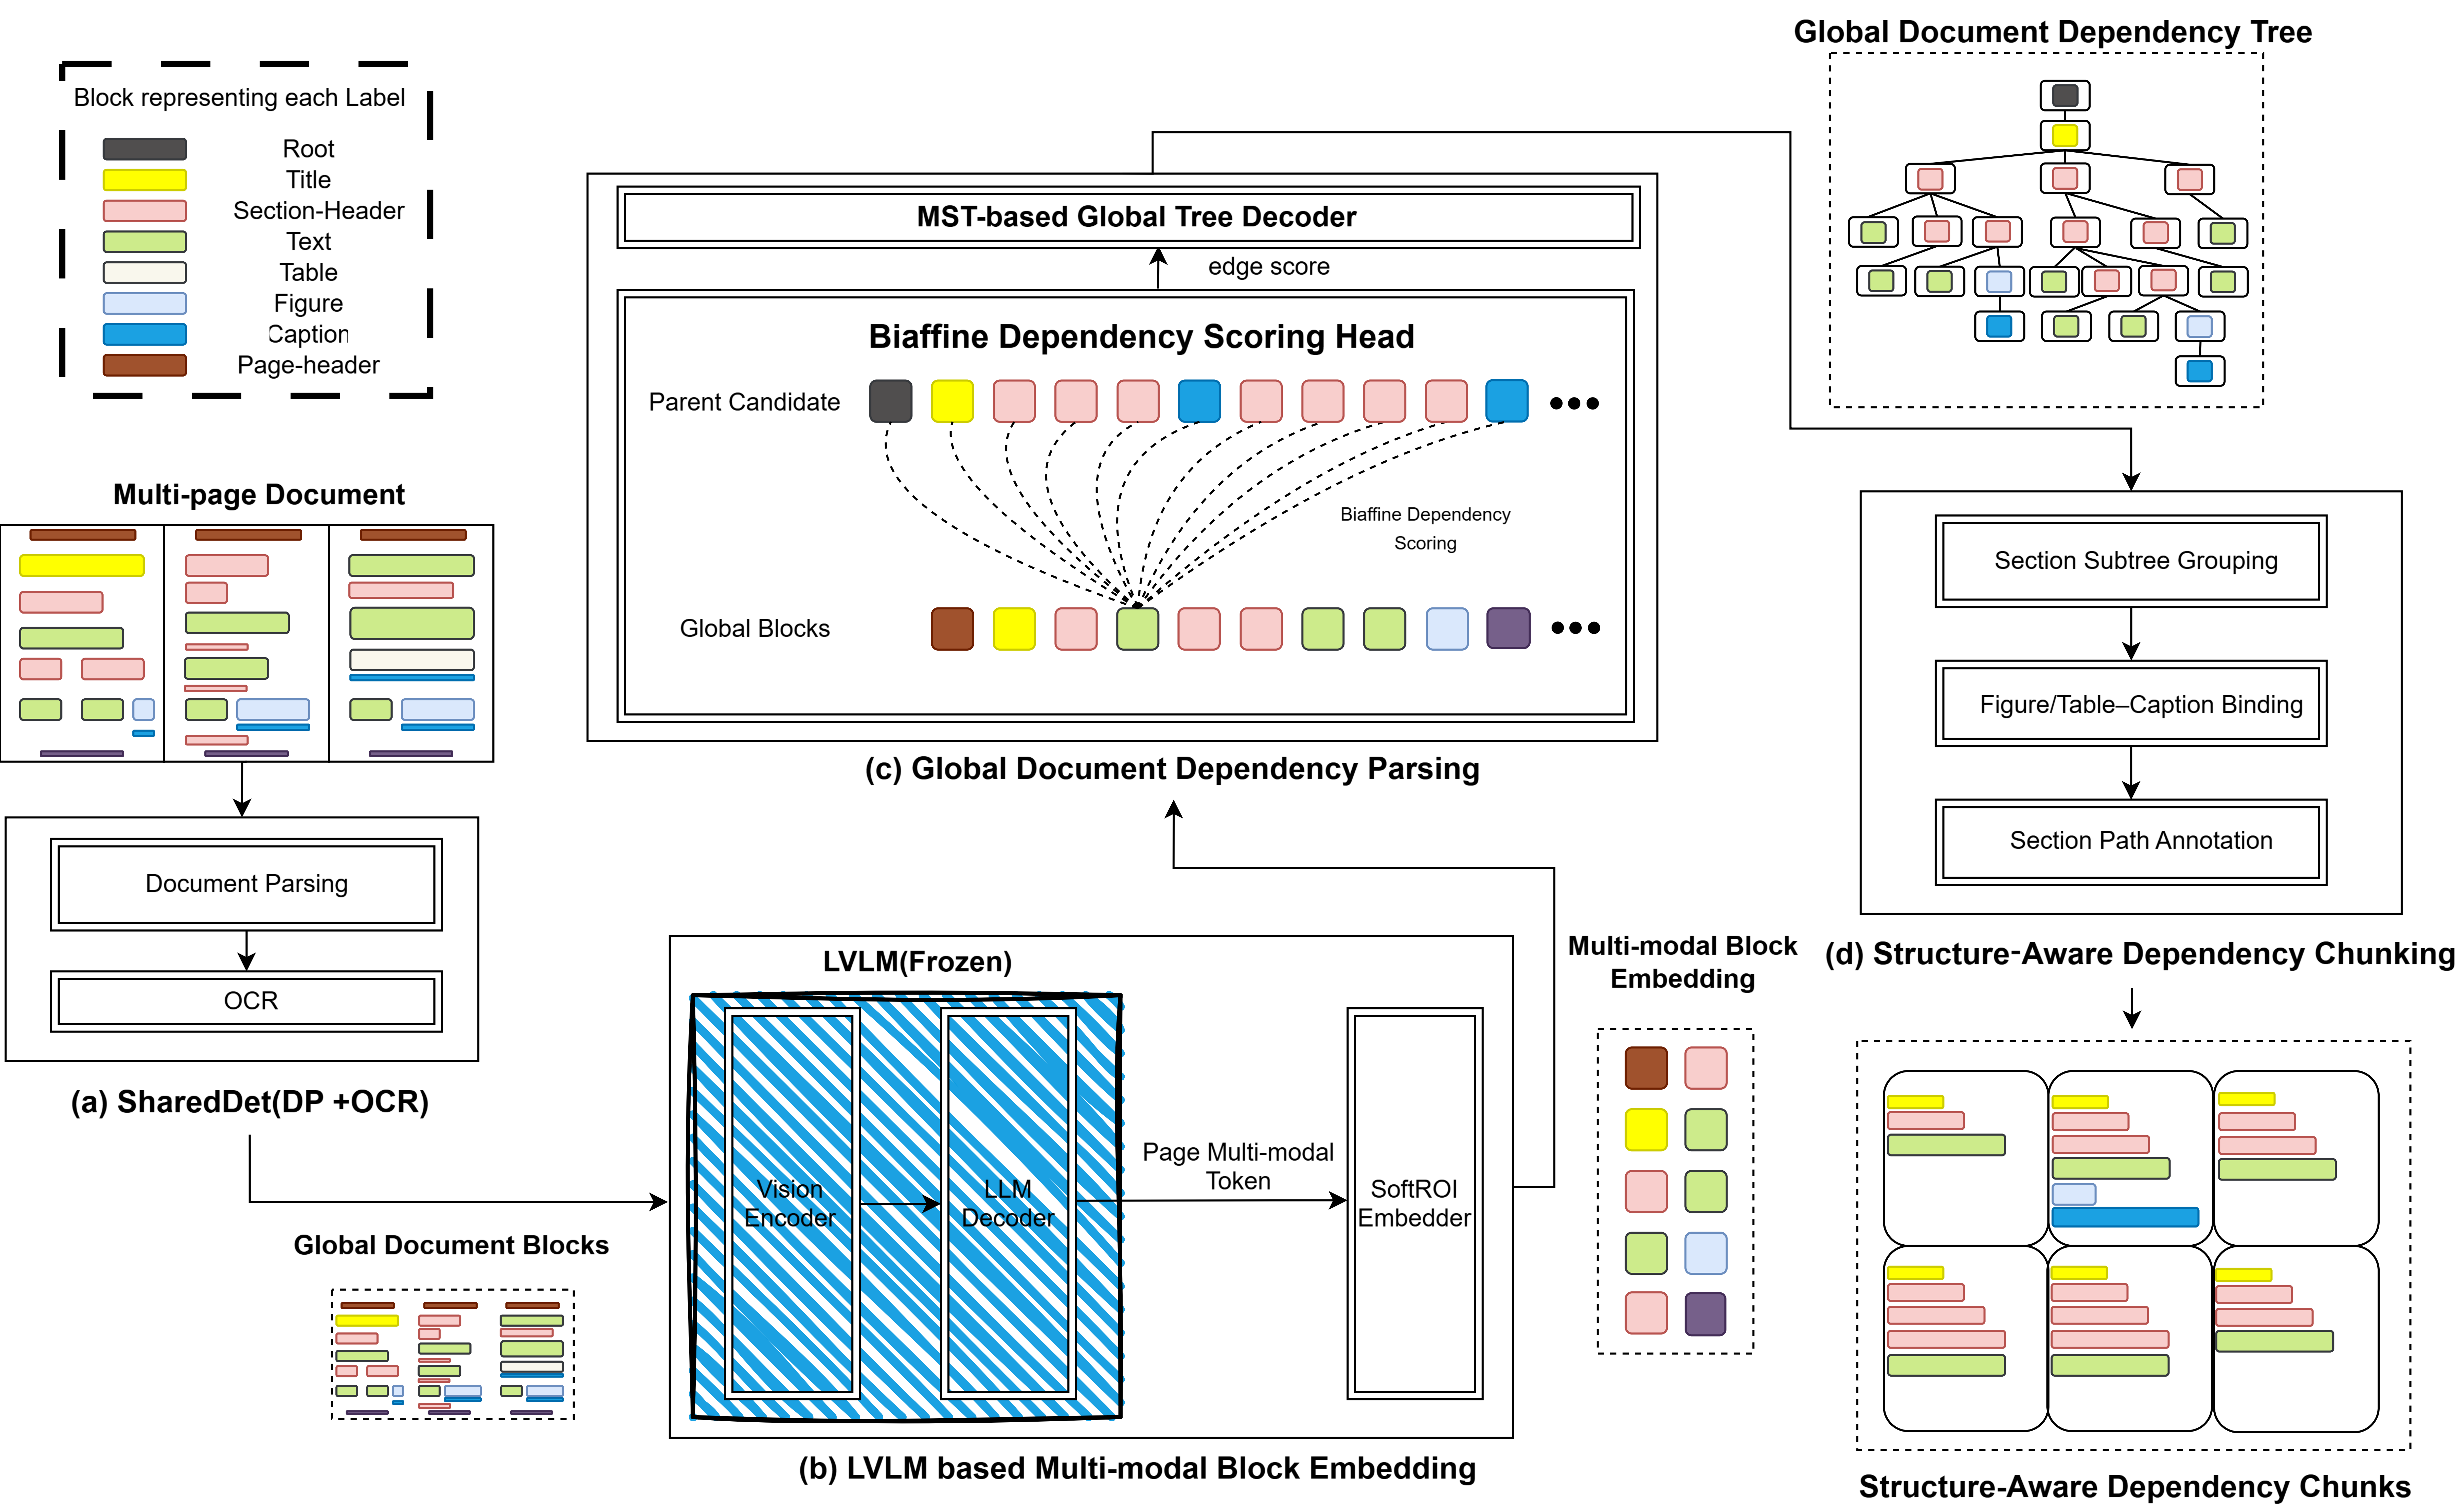 Block representing each Label
Root
Title
Section-Header
Text
Table
Figure
Caption
Page-header
Multi-page Document
Document Parsing
OCR
(a) SharedDet(DP +OCR)
Global Document Blocks
LVLM(Frozen)
Vision
Encoder
LLM
Decoder
Page Multi-modal
Token
SoftROI
Embedder
(b) LVLM based Multi-modal Block Embedding
Multi-modal Block
Embedding
MST-based Global Tree Decoder
edge score
Biaffine Dependency Scoring Head
Parent Candidate
Biaffine Dependency
Scoring
Global Blocks
(c) Global Document Dependency Parsing
Global Document Dependency Tree
Section Subtree Grouping
Figure/Table–Caption Binding
Section Path Annotation
(d) Structure-Aware Dependency Chunking
Structure-Aware Dependency Chunks